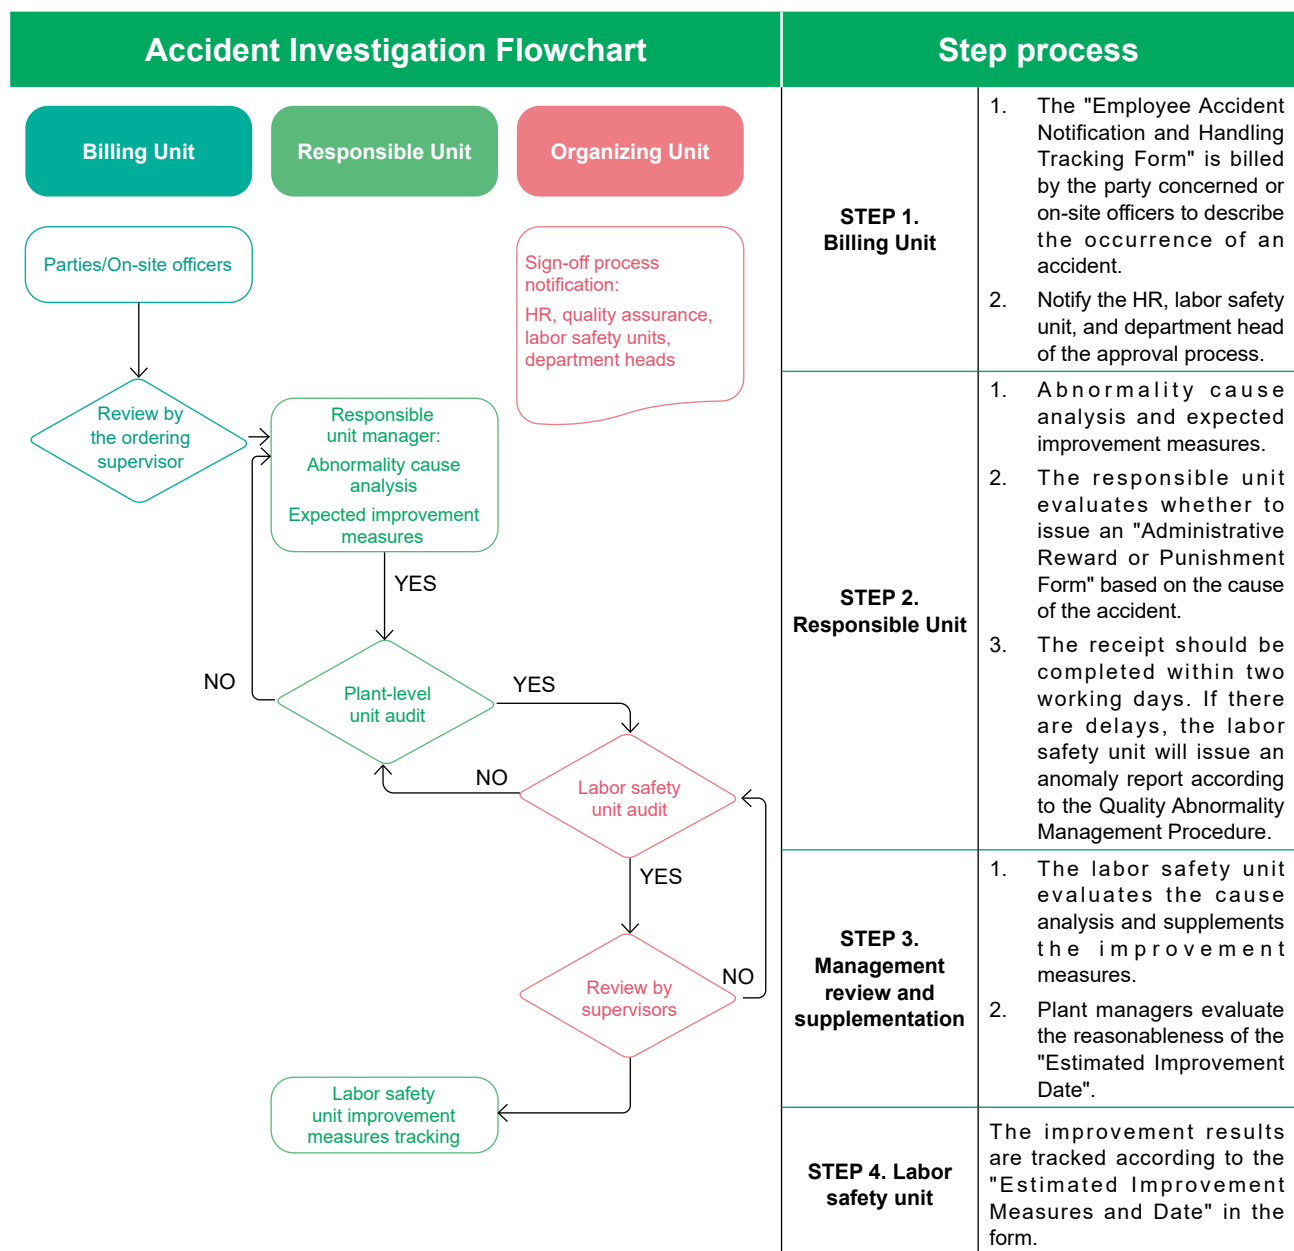 Accident Investigation Flowchart
Step process
Billing Unit
Responsible Unit
Organizing Unit
Parties/On-site officers
Sign-off process
notification:
HR, quality assurance,
labor safety units,
department heads
Review by
the ordering
supervisor
Responsible
unit manager:
Abnormality cause
analysis
Expected improvement
measures
YES
NO
Plant-level
unit audit
YES
NO
Labor safety
unit audit
YES
NO
Review by
supervisors
Labor safety
unit improvement
measures tracking
STEP 1.
Billing Unit
1. The "Employee Accident
Notification and Handling
Tracking Form" is billed
by the party concerned or
on-site officers to describe
the occurrence of an
accident.
2. Notify the HR, labor safety
unit, and department head
of the approval process.
STEP 2.
Responsible Unit
1. Abnormality cause
analysis and expected
improvement measures.
2. The responsible unit
evaluates whether to
issue an "Administrative
Reward or Punishment
Form" based on the cause
of the accident.
3. The receipt should be
completed within two
working days. If there
are delays, the labor
safety unit will issue an
anomaly report according
to the Quality Abnormality
Management Procedure.
STEP 3.
Management
review and
supplementation
1. The labor safety unit
evaluates the cause
analysis and supplements
the improvement
measures.
2. Plant managers evaluate
the reasonableness of the
"Estimated Improvement
Date".
STEP 4. Labor
safety unit
The improvement results
are tracked according to the
"Estimated Improvement
Measures and Date" in the
form.